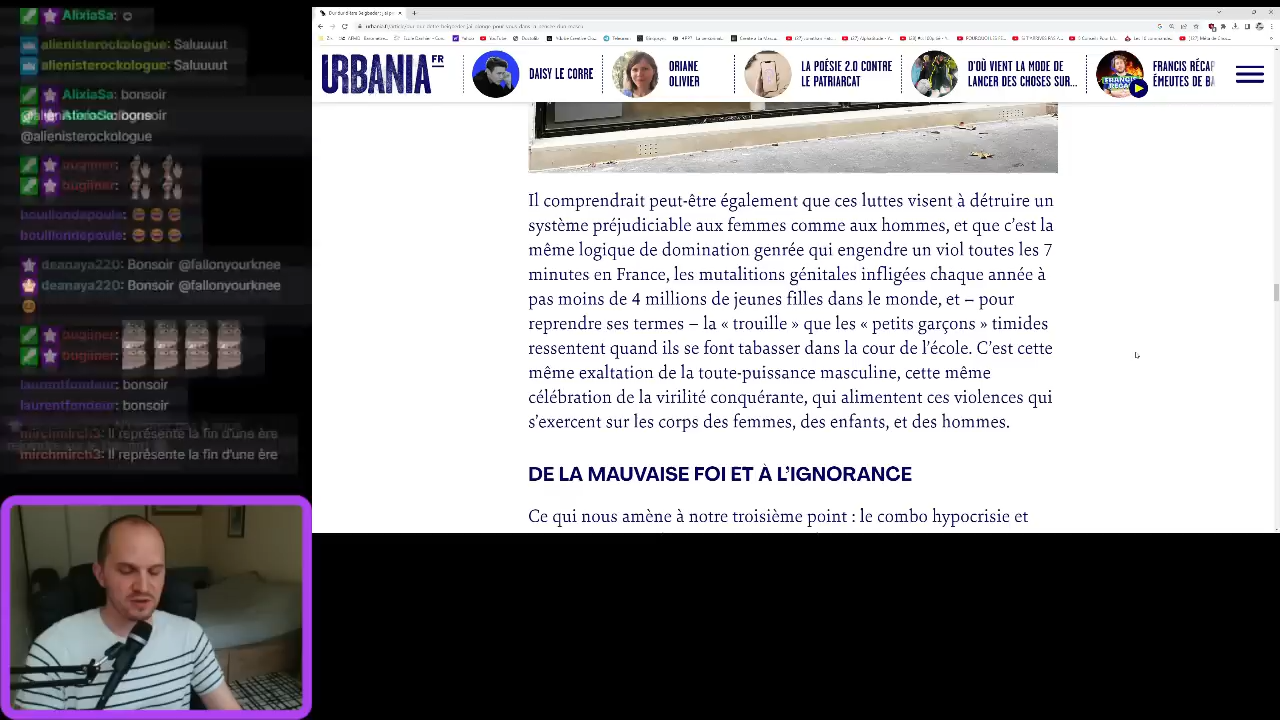 AlixiaSa:
alienisterockologue: Saluuuut
alienisterockologue: Saluuuut
AlixiaSa: bonsoir
AlixiaSa:
@alienisterockologue
bugiiner:
bugiiner:
bouillondepoule:
bouillondepoule:
deanaya220: Bonsoir @fallonyourknee
deanaya220: Bonsoir @fallonyourknee
bugiiner:
bugiiner:
laurentfondeur: bonsoir
laurentfondeur: bonsoir
mirchmirch3: Il représente la fin d'une ère
mirchmirch3: Il représente la fin d'une ère
URBANIA FR
DAISY LE CORRE
ORIANE
OLIVIER
LA POÉSIE 2.0 CONTRE
LE PATRIARCAT
D'OÙ VIENT LA MODE DE
LANCER DES CHOSES SUR...
FRANCIS RÉCAP
ÉMEUTES DE BA
Il comprendrait peut-être également que ces luttes visent à détruire un
système préjudiciable aux femmes comme aux hommes, et que c'est la
même logique de domination genrée qui engendre un viol toutes les 7
minutes en France, les mutalitions génitales infligées chaque année à
pas moins de 4 millions de jeunes filles dans le monde, et – pour
reprendre ses termes – la « trouille » que les « petits garçons » timides
ressentent quand ils se font tabasser dans la cour de l'école. C'est cette
même exaltation de la toute-puissance masculine, cette même
célébration de la virilité conquérante, qui alimentent ces violences qui
s'exercent sur les corps des femmes, des enfants, et des hommes.
DE LA MAUVAISE FOI ET À L'IGNORANCE
Ce qui nous amène à notre troisième point : le combo hypocrisie et